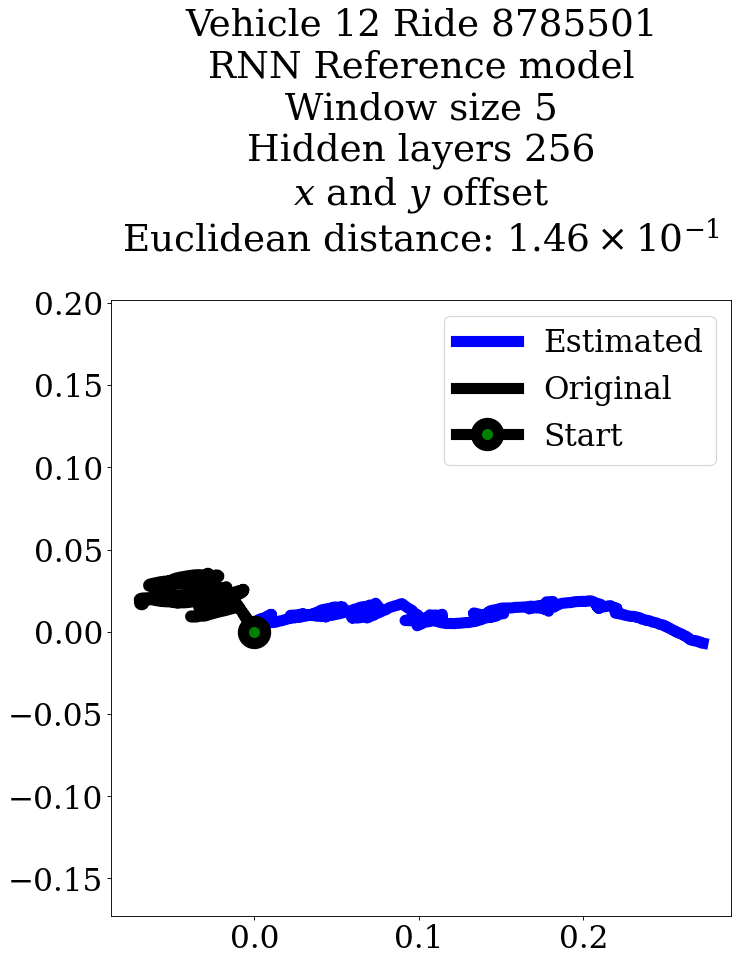 Vehicle 12 Ride 8785501
RNN Reference model
Window size 5
Hidden layers 256
x and y offset
Euclidean distance: 1.46 × 10⁻¹
Estimated
Original
Start
0.20
0.15
0.10
0.05
0.00
−0.05
−0.10
−0.15
0.0 0.1 0.2